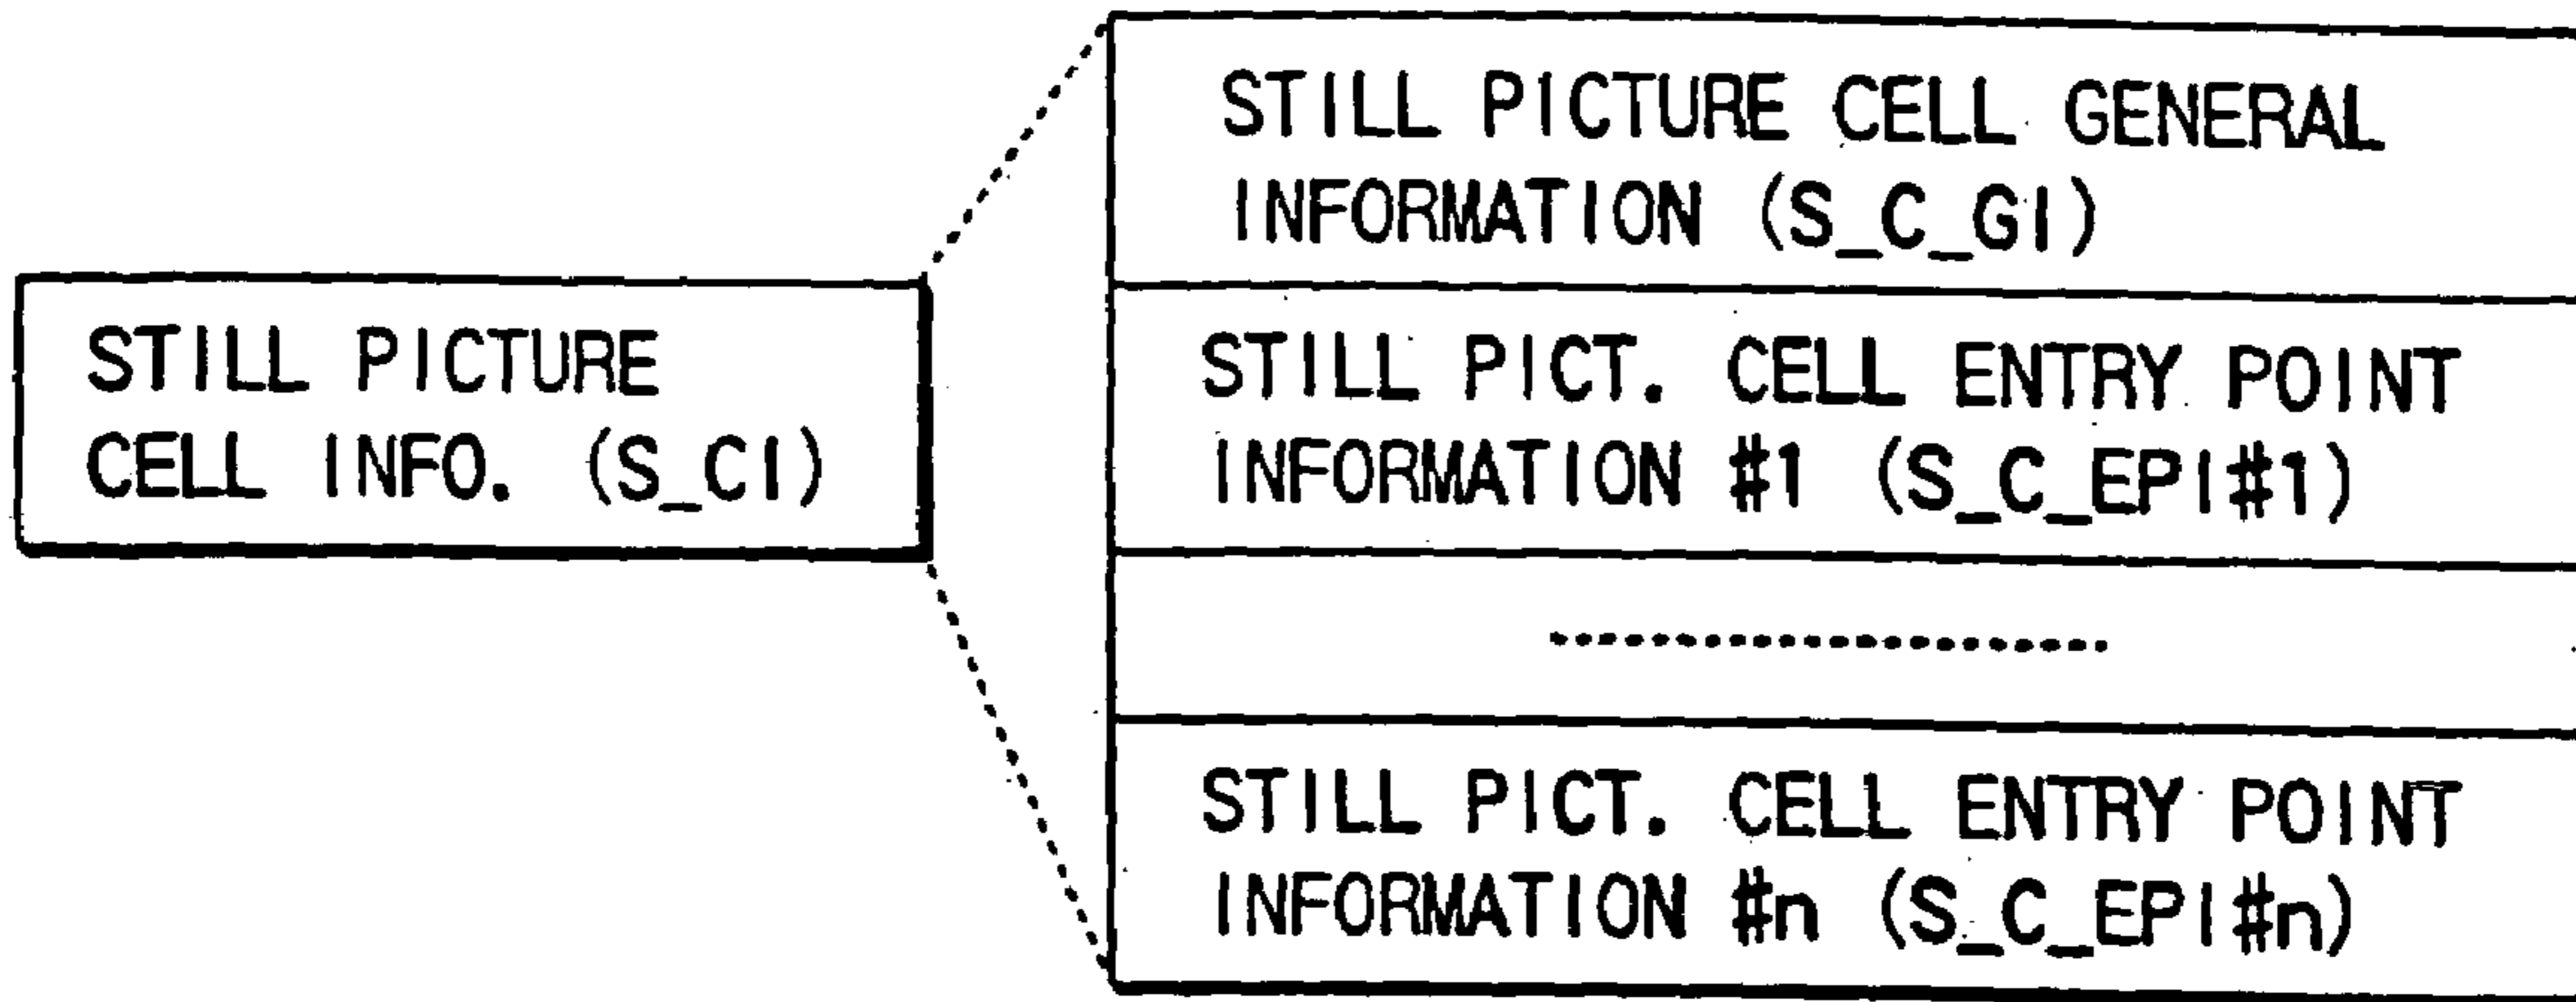 STILL PICTURE
CELL INFO. (S_CI)
STILL PICTURE CELL GENERAL
INFORMATION (S_C_GI)
STILL PICT. CELL ENTRY POINT
INFORMATION #1 (S_C_EPI#1)
.....................
STILL PICT. CELL ENTRY POINT
INFORMATION #n (S_C_EPI#n)